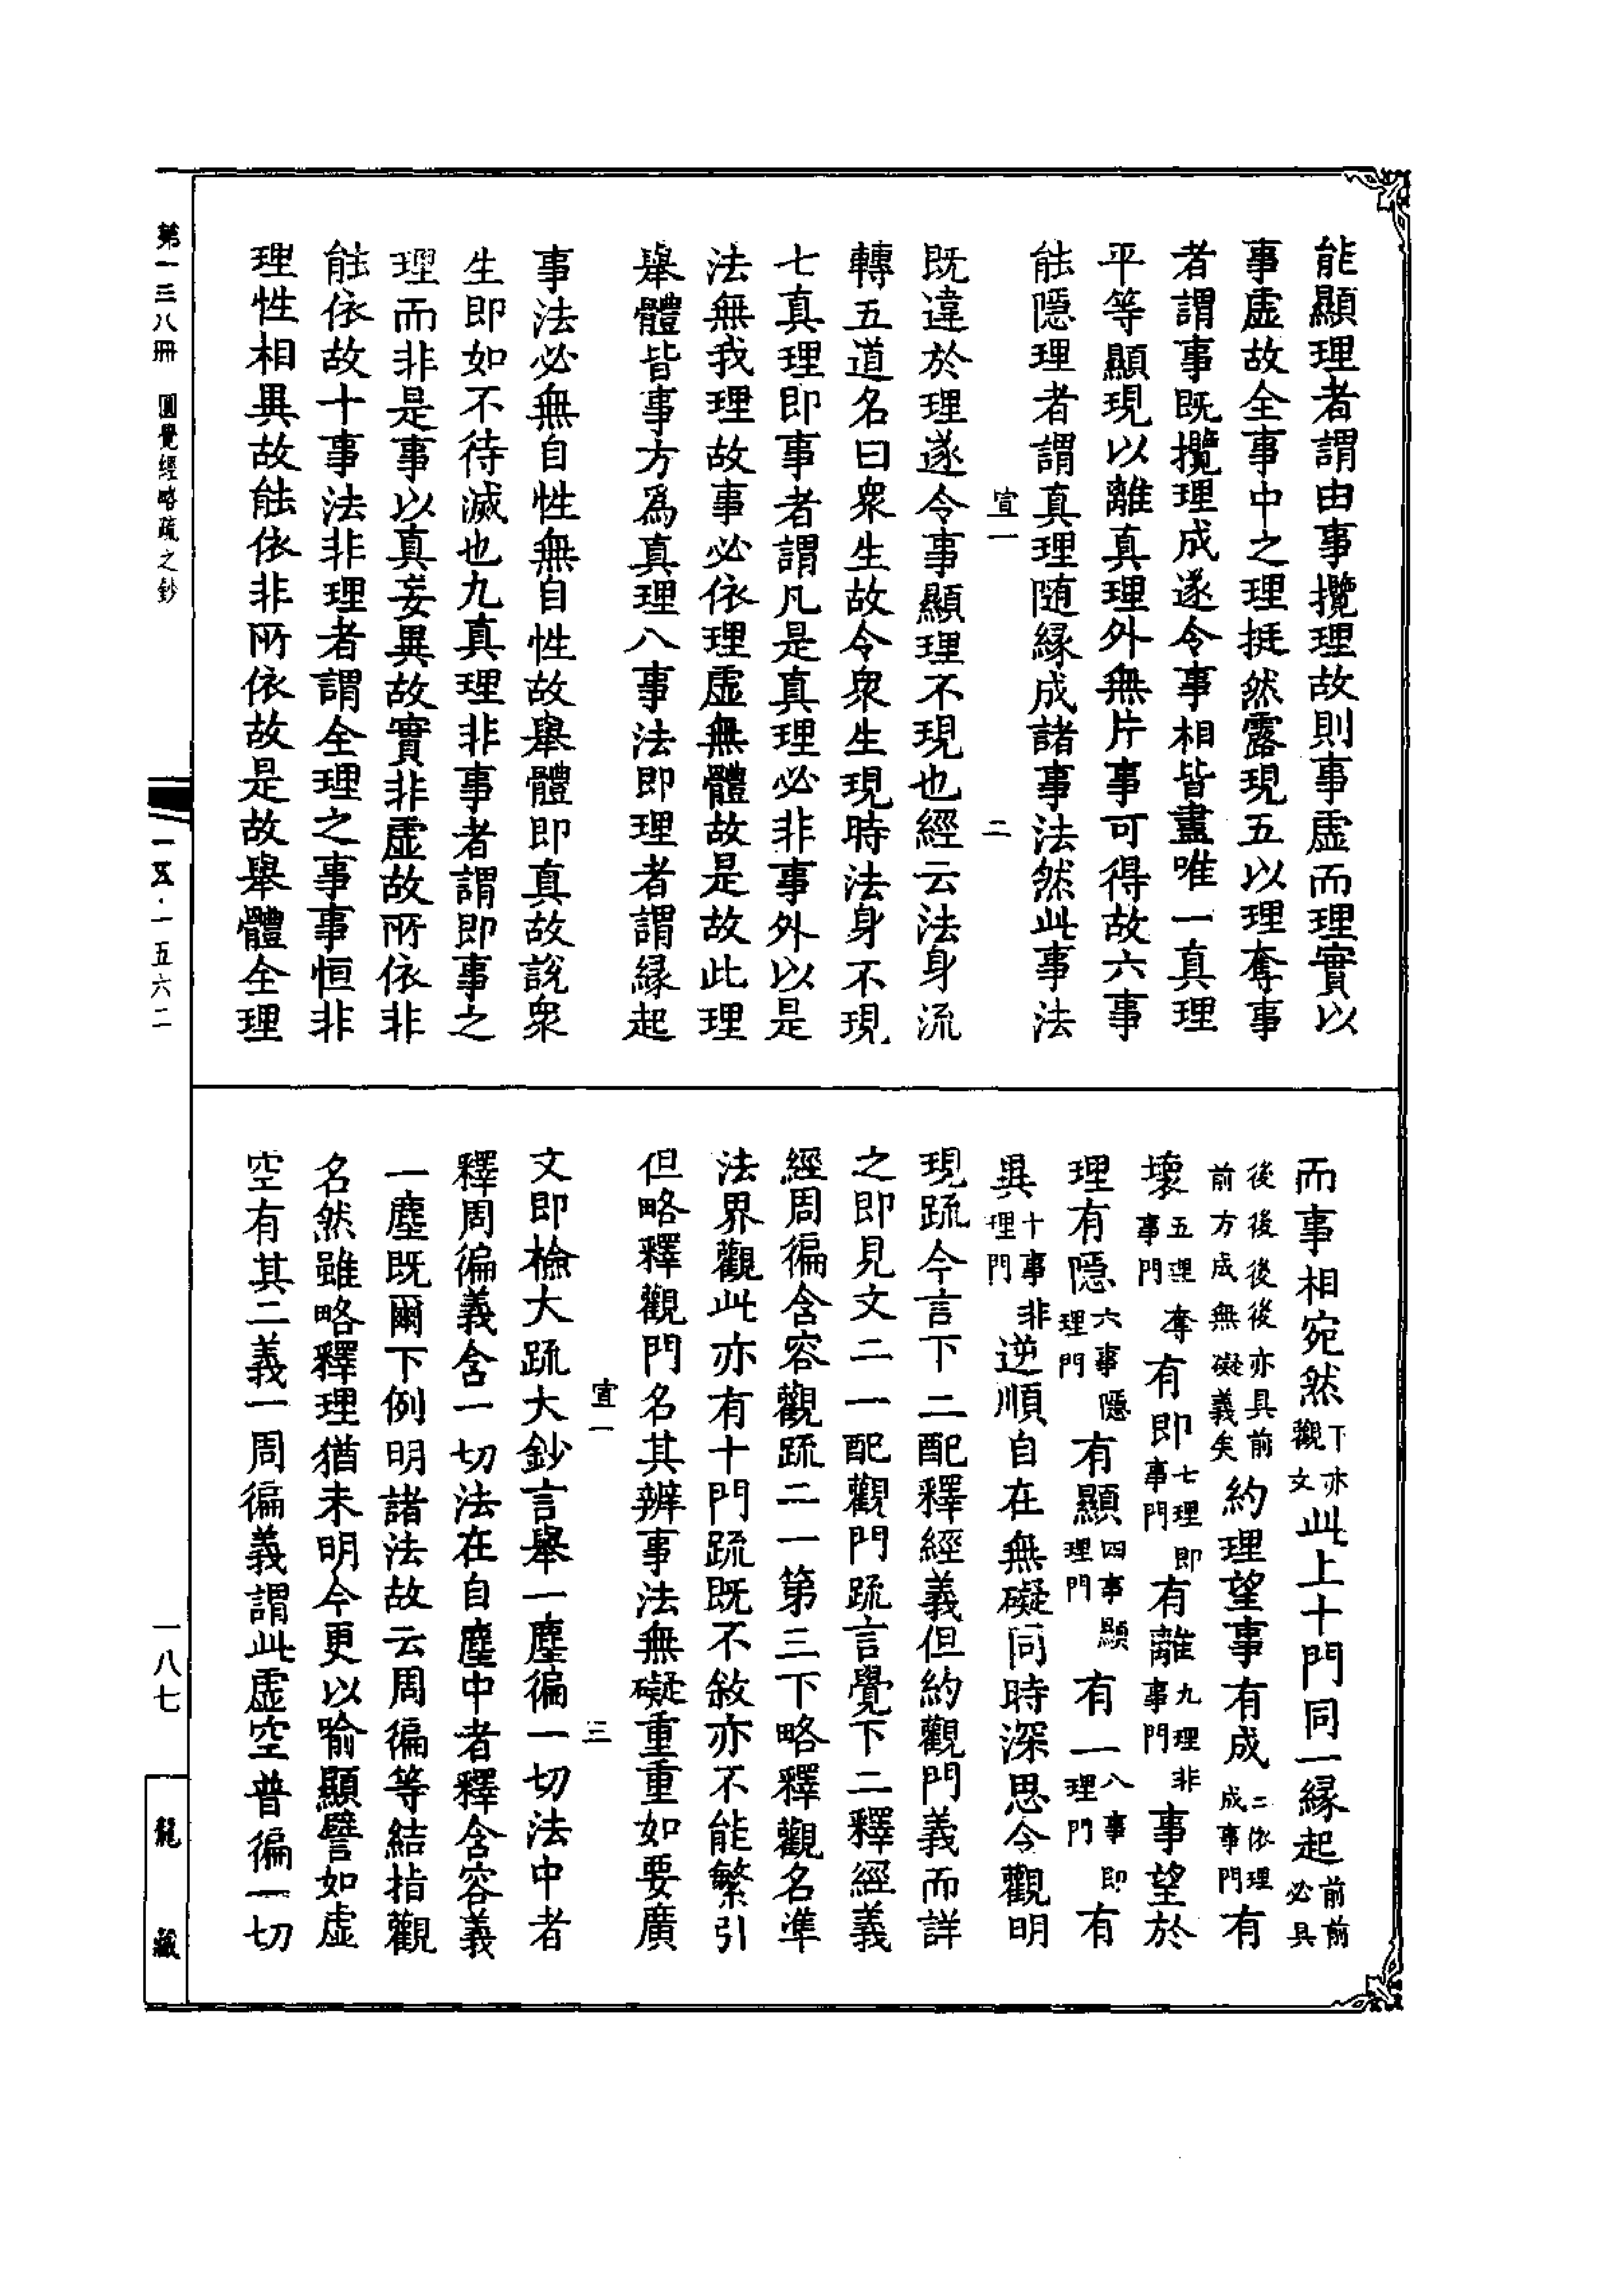 能顯理者謂由事攬理故則事虛而理實以
事虛故全事中之理挺然露現五以理奪事
者謂事既攬理成遂令事相皆盡唯一真理
平等顯現以離真理外無片事可得故六事
能隱理者謂真理随緣成諸事法然此事法
宣一　二
既違於理遂令事顯理不現也經云法身流
轉五道名曰衆生故令衆生現時法身不現
七真理即事者謂凡是真理必非事外以是
法無我理故事必依理虛無體故是故此理
舉體皆事方為真理八事法即理者謂緣起
事法必無自性無自性故舉體即真故說衆
生即如不待滅也九真理非事者謂即事之
理而非是事以真妄異故實非虛故所依非
能依故十事法非理者謂全理之事事恒非
理性相異故能依非所依故是故舉體全理
而事相宛然下亦觀文此上十門同一緣起前前必具
後後後後亦具前前方成無礙義矣約理望事有成二依理成事門有
壞五理奪事門有即七理即事門有離九理非事門事望於
理有隱六事隱理門有顯四事顯理門有一八事即理門有
異十事非理門逆順自在無礙同時深思令觀明
現䟽今言下二配釋經義但約觀門義而詳
之即見文二一配觀門䟽言覺下二釋經義
經周徧含容觀䟽二一第三下略釋觀名準
法界觀此亦有十門䟽既不敘亦不能繁引
但略釋觀門名其辨事法無礙重重如要廣
宣一　三
文即檢大䟽大鈔言舉一塵徧一切法中者
釋周徧義含一切法在自塵中者釋含容義
一塵既爾下例明諸法故云周徧等結指觀
名然雖略釋理猶未明今更以喻顯譬如虛
空有其二義一周徧義謂此虛空普徧一切
第一三八冊　圓覺經略疏之鈔
一五·一五六二
一八七
龍藏